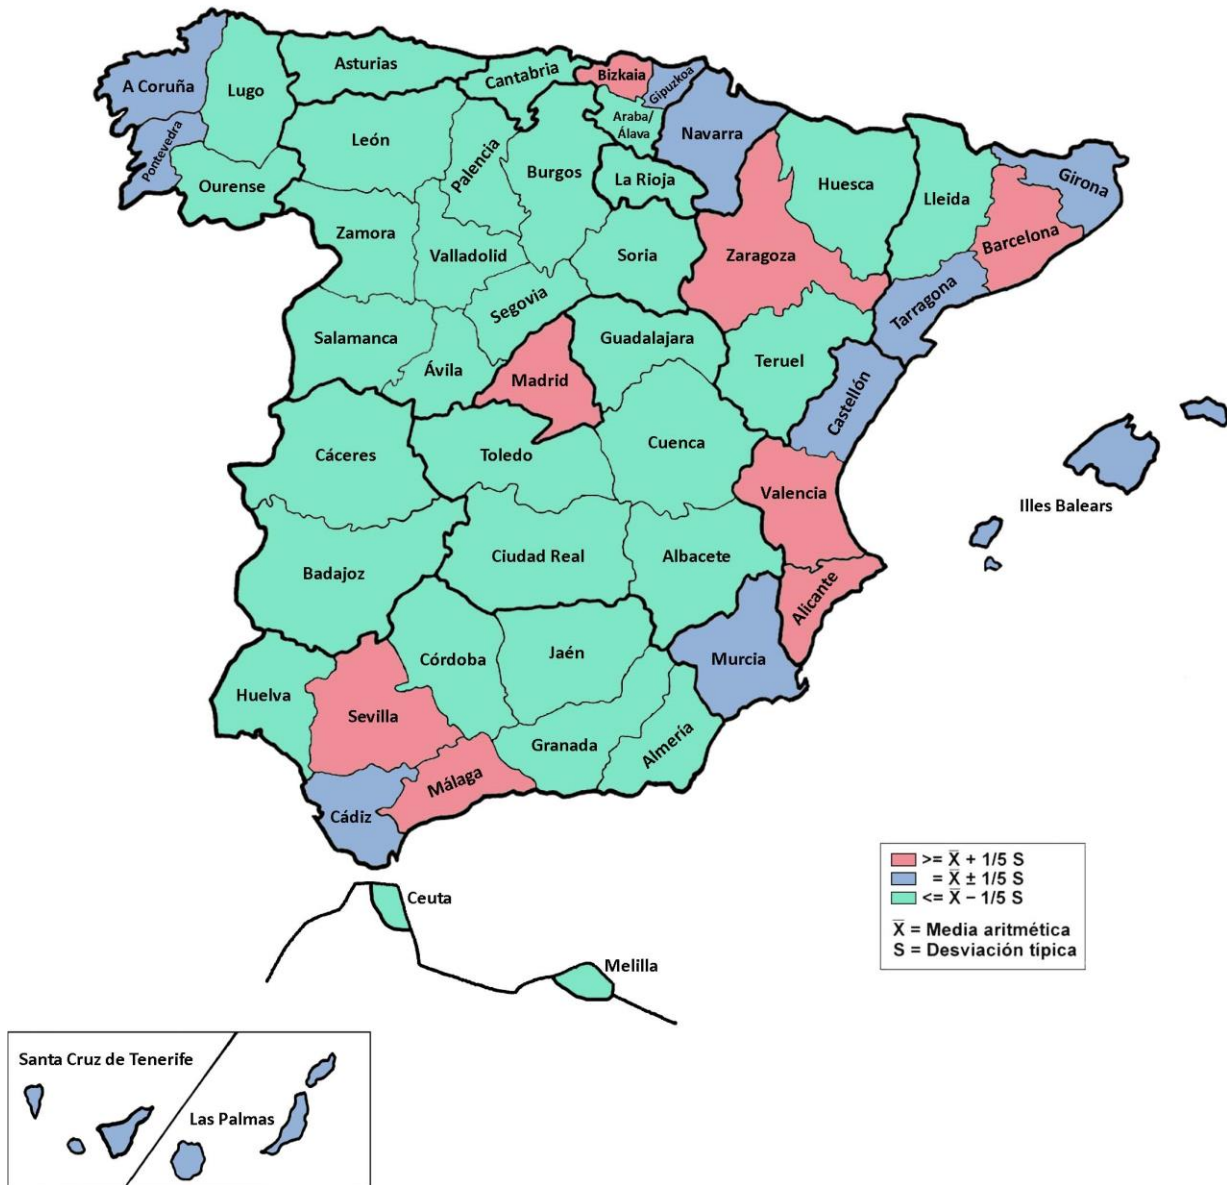 A Coruña
Lugo
Asturias
Cantabria
Bizkaia
Gipuzkoa
Araba/
Álava
Navarra
Pontevedra
Ourense
León
Palencia
Burgos
La Rioja
Huesca
Lleida
Girona
Barcelona
Zamora
Valladolid
Soria
Zaragoza
Tarragona
Segovia
Salamanca
Ávila
Madrid
Guadalajara
Teruel
Castellón
Cáceres
Toledo
Cuenca
Valencia
Illes Balears
Badajoz
Ciudad Real
Albacete
Alicante
Huelva
Sevilla
Córdoba
Jaén
Murcia
Granada
Almería
Málaga
Cádiz
>= X̅ + 1/5 S
= X̅ ± 1/5 S
<= X̅ − 1/5 S
X̅ = Media aritmética
S = Desviación típica
Ceuta
Melilla
Santa Cruz de Tenerife
Las Palmas